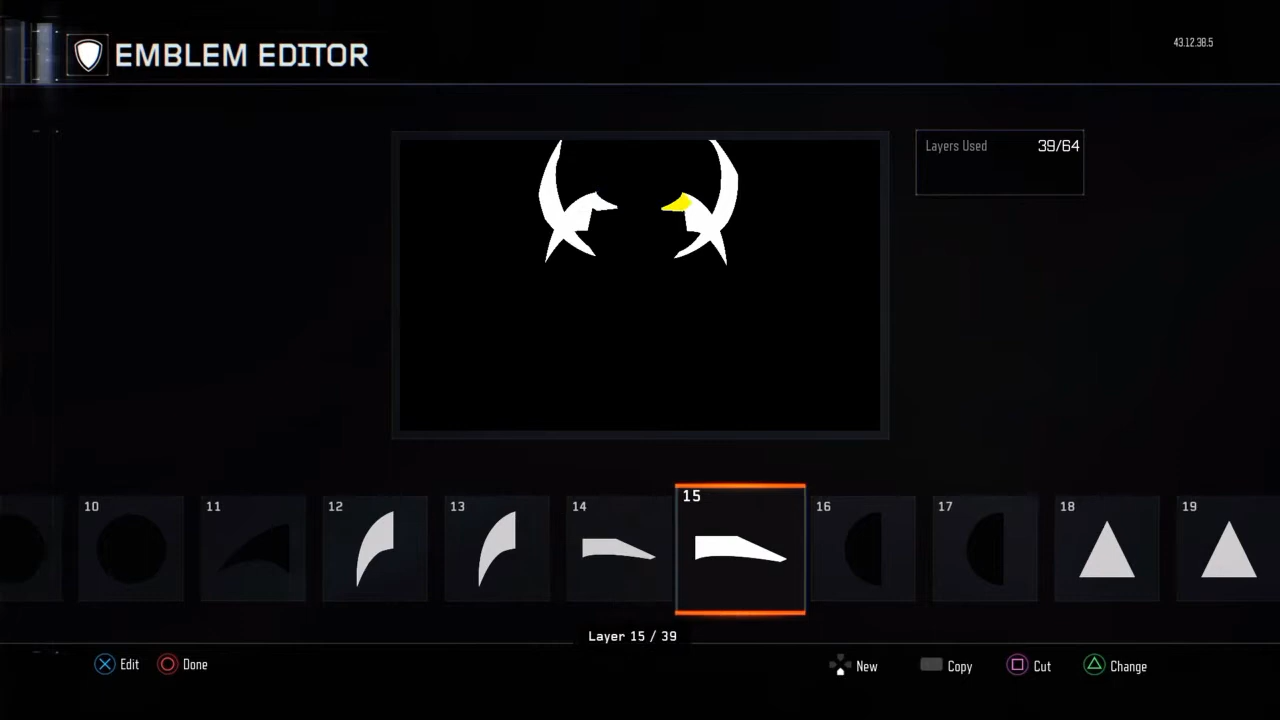 EMBLEM EDITOR
43.12.38.5
Layers Used 39/64
10 11 12 13 14 15 16 17 18 19
Layer 15 / 39
Edit Done New Copy Cut Change